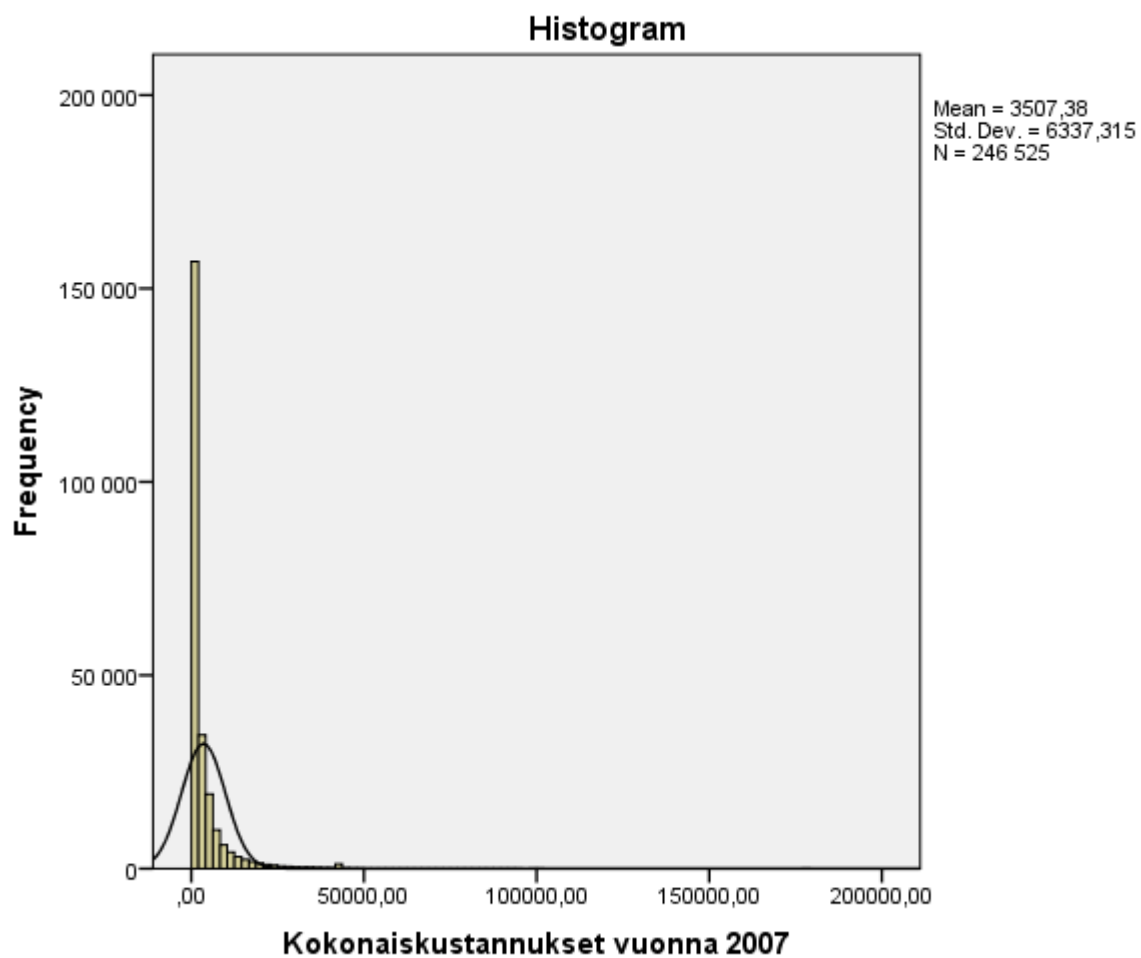 Histogram
200 000
150 000
100 000
50 000
0
Frequency
Mean = 3507,38
Std. Dev. = 6337,315
N = 246 525
,00
50000,00
100000,00
150000,00
200000,00
Kokonaiskustannukset vuonna 2007